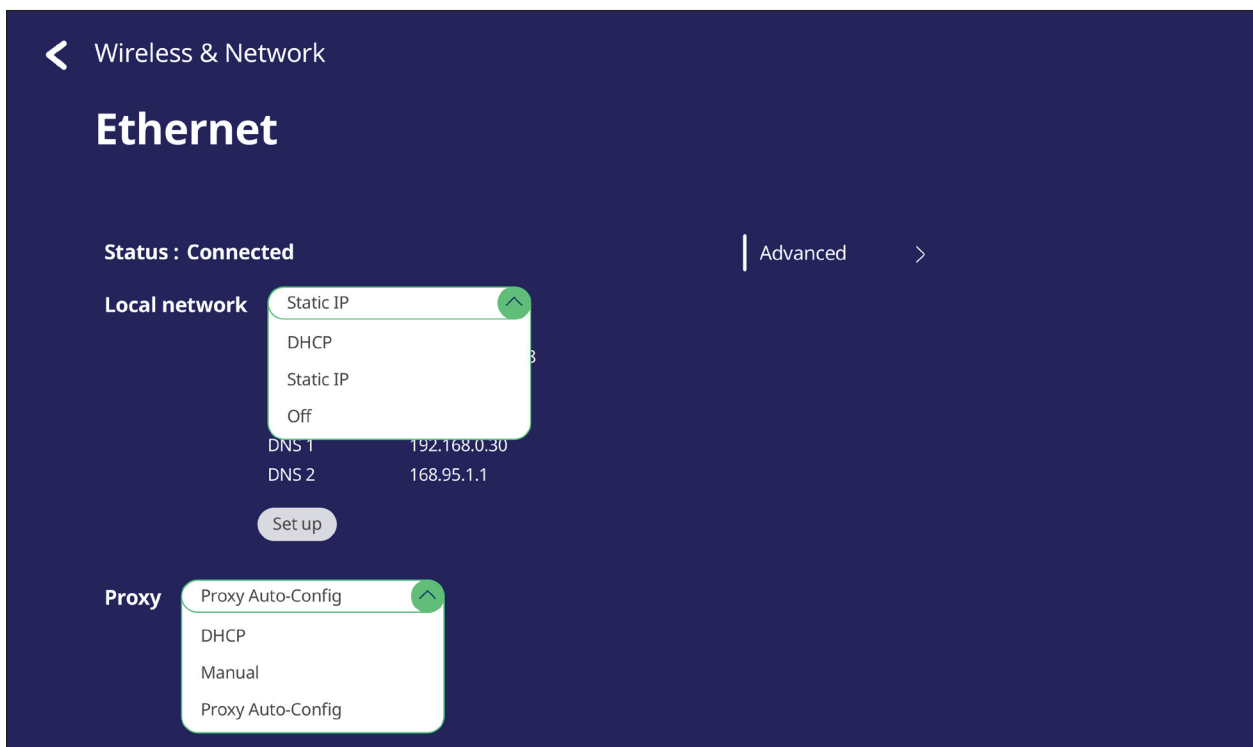 Wireless & Network
Ethernet
Status : Connected
Advanced
Local network
Static IP
DHCP
Static IP
Off
DNS 1 192.168.0.30
DNS 2 168.95.1.1
Set up
Proxy
Proxy Auto-Config
DHCP
Manual
Proxy Auto-Config